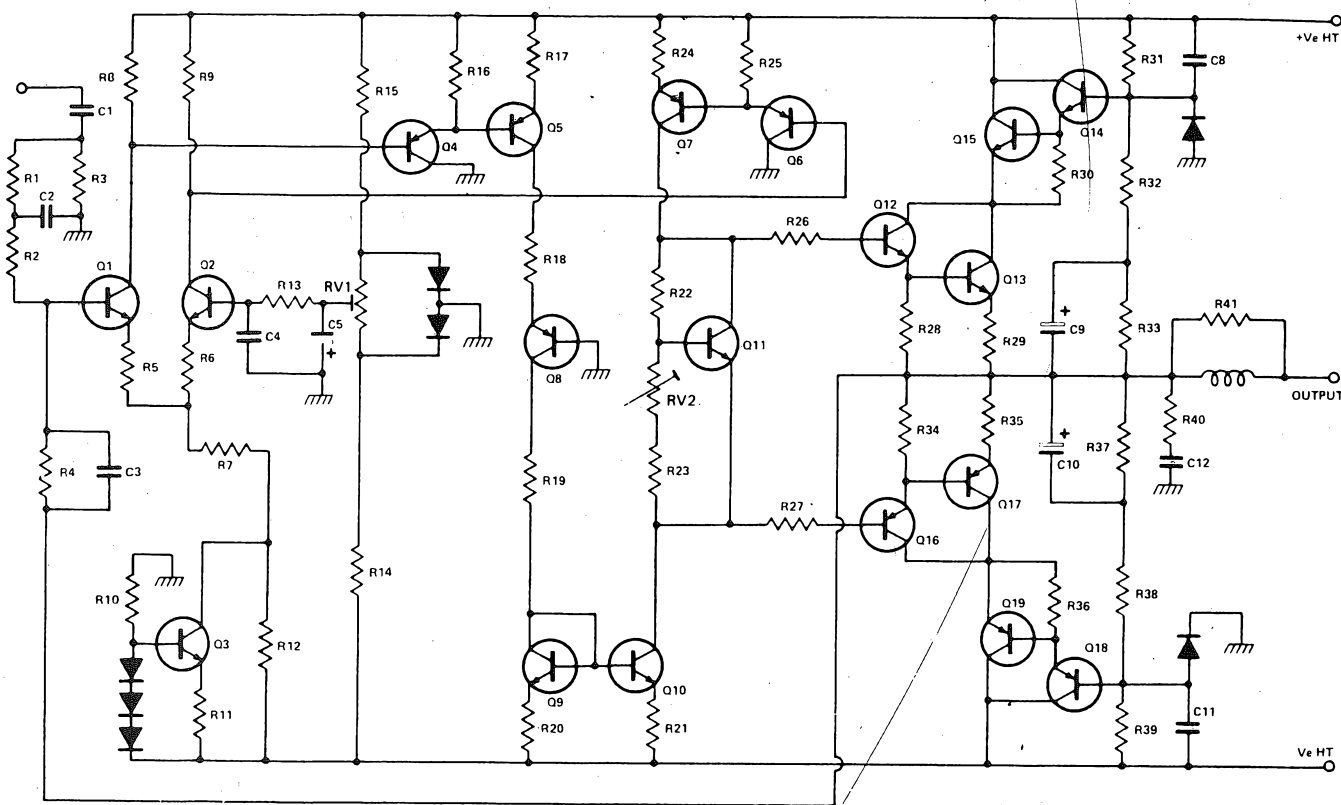 +Ve HT
R8
R9
R15
R16
R17
R24
R25
R31
C8
C1
Q4
Q5
Q7
Q6
Q15
Q14
R1
R3
C2
R2
R30
R32
Q12
R26
Q1
Q2
R13
RV1
R18
R22
Q13
C4
C5
+
Q11
R28
R29
+
C9
R33
R41
R5
R6
Q8
RV2
OUTPUT
R4
C3
R7
R19
R23
R34
R35
+
C10
R37
R40
C12
R27
Q17
Q16
R10
R14
Q3
R12
R11
Q9
Q10
R20
R21
Q19
R36
Q18
R38
C11
R39
Ve HT